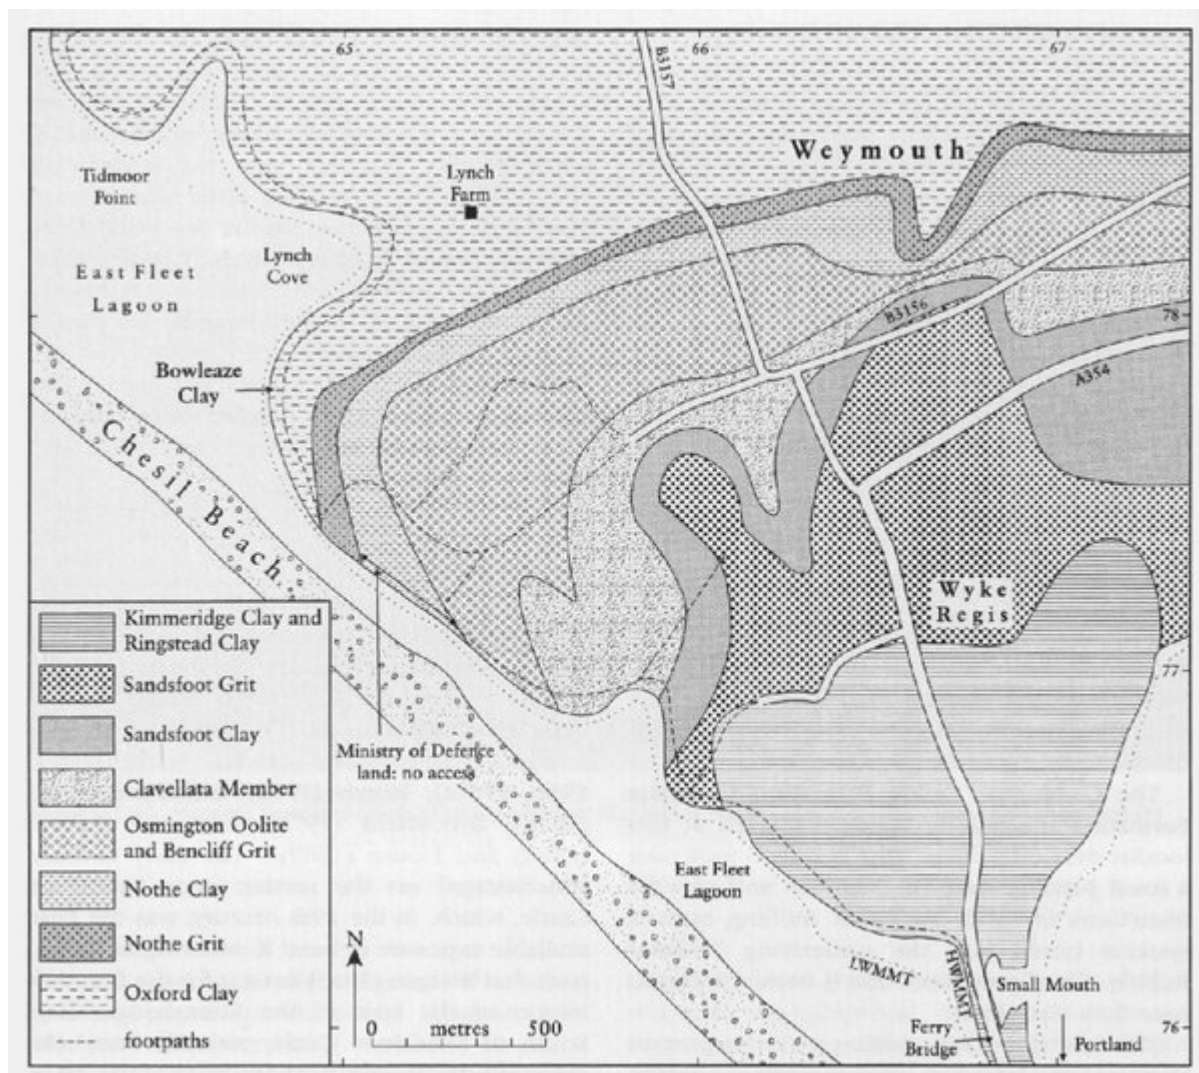 65
66
67
B3157
Weymouth
Tidmoor
Point
Lynch
Farm
Lynch
Cove
East Fleet
Lagoon
B3156
78
Bowleaze
Clay
A354
Chesil Beach
Wyke
Regis
Kimmeridge Clay and
Ringstead Clay
77
Sandsfoot Grit
Sandsfoot Clay
Ministry of Defence
land: no access
Clavellata Member
Osmington Oolite
and Bencliff Grit
Nothe Clay
East Fleet
Lagoon
Nothe Grit
N
LWMMT
HWMMT
Small Mouth
Oxford Clay
0 metres 500
76
footpaths
Ferry
Bridge
Portland